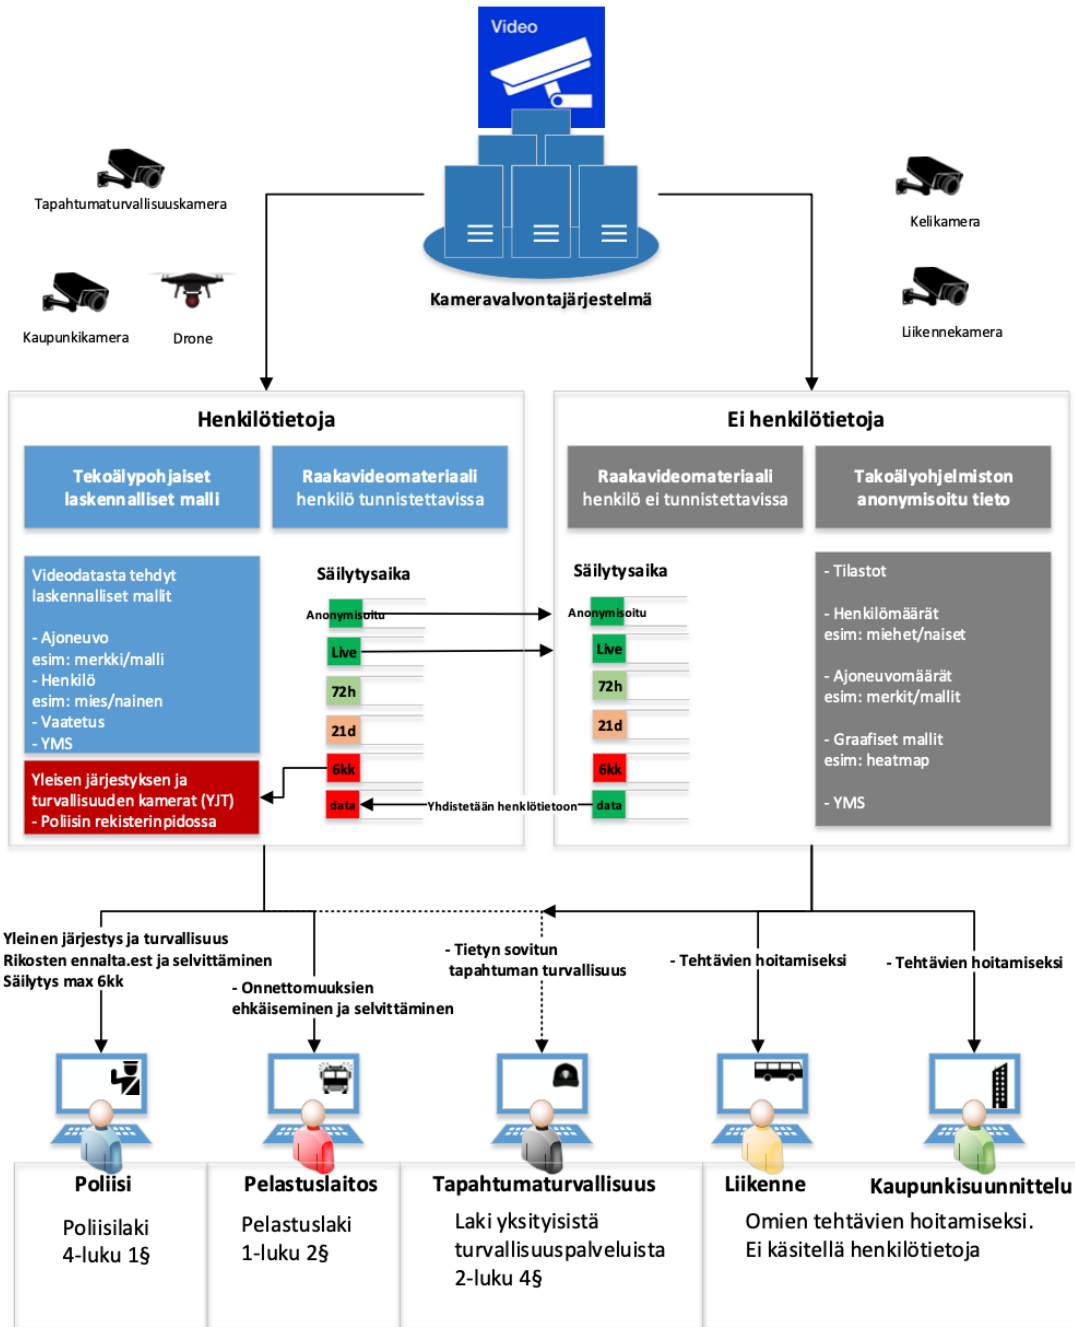 Video
Tapahtumaturvallisuuskamera
Kelikamera
Kaupunkikamera
Drone
Liikennekamera
Kameravalvontajärjestelmä
Henkilötietoja
Tekoälypohjaiset
laskennalliset malli
Raakavideomateriaali
henkilö tunnistettavissa
Videodatasta tehdyt
laskennalliset mallit
- Ajoneuvo
esim: merkki/malli
- Henkilö
esim: mies/nainen
- Vaatetus
- YMS
Yleisen järjestyksen ja
turvallisuuden kamerat (YJT)
- Poliisin rekisterinpidossa
Säilytysaika
Anonymisoitu
Live
72h
21d
6kk
data
Yhdistetään henklötietoon
Ei henkilötietoja
Raakavideomateriaali
henkilö ei tunnistettavissa
Takoälyohjelmiston
anonymisoitu tieto
Säilytysaika
Anonymisoitu
Live
72h
21d
6kk
data
- Tilastot
- Henkilömäärät
esim: miehet/naiset
- Ajoneuvomäärät
esim: merkit/mallit
- Graafiset mallit
esim: heatmap
- YMS
Yleinen järjestys ja turvallisuus
Rikosten ennalta.est ja selvittäminen
Säilytys max 6kk
- Onnettomuuksien
ehkäiseminen ja selvittäminen
- Tietyn sovitun
tapahtuman turvallisuus
- Tehtävien hoitamiseksi
- Tehtävien hoitamiseksi
Poliisi
Poliisilaki
4-luku 1§
Pelastuslaitos
Pelastuslaki
1-luku 2§
Tapahtumaturvallisuus
Laki yksityisistä
turvallisuuspalveluista
2-luku 4§
Liikenne
Kaupunkisuunnittelu
Omien tehtävien hoitamiseksi.
Ei käsitellä henkilötietoja